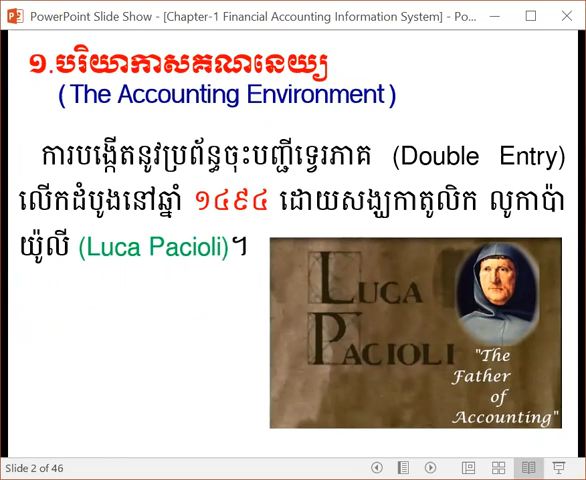 PowerPoint Slide Show - [Chapter-1 Financial Accounting Information System] - Po...
១.បរិយាកាសគណនេយ្យ
(The Accounting Environment)
ការបង្កើតនូវប្រព័ន្ធចុះបញ្ជីទ្វេរភាគ (Double Entry)
លើកដំបូងនៅឆ្នាំ ១៤៩៤ ដោយសង្ឃកាតូលិក លូកាប៉ា
យ៉ូលី (Luca Pacioli)។
LUCA
PACIOLI
"The
Father
of
Accounting"
Slide 2 of 46